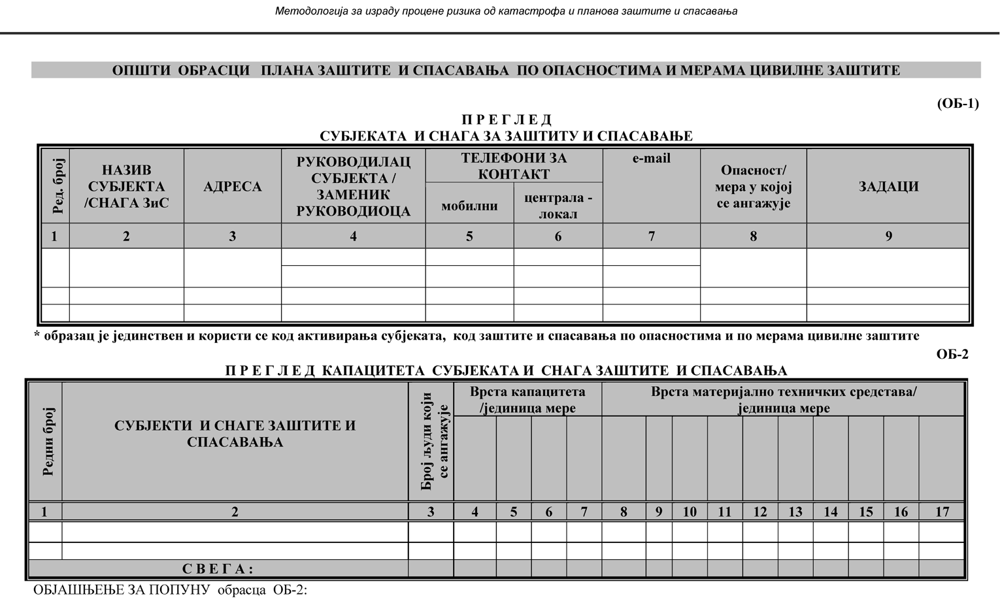 Методологија за израду процене ризика од катастрофа и планова заштите и спасавања
ОПШТИ ОБРАСЦИ ПЛАНА ЗАШТИТЕ И СПАСАВАЊА ПО ОПАСНОСТИМА И МЕРАМА ЦИВИЛНЕ ЗАШТИТЕ
(ОБ-1)
П Р Е Г Л Е Д
СУБЈЕКАТА И СНАГА ЗА ЗАШТИТУ И СПАСАВАЊЕ
Ред. број
НАЗИВ
СУБЈЕКТА
/СНАГА ЗиС
АДРЕСА
РУКОВОДИЛАЦ
СУБЈЕКТА /
ЗАМЕНИК
РУКОВОДИОЦА
ТЕЛЕФОНИ ЗА
КОНТАКТ
мобилни
централа -
локал
e-mail
Опасност/
мера у којој
се ангажује
ЗАДАЦИ
1 2 3 4 5 6 7 8 9
* образац је јединствен и користи се код активирања субјеката, код заштите и спасавања по опасностима и по мерама цивилне заштите
ОБ-2
П Р Е Г Л Е Д КАПАЦИТЕТА СУБЈЕКАТА И СНАГА ЗАШТИТЕ И СПАСАВАЊА
Редни број
СУБЈЕКТИ И СНАГЕ ЗАШТИТЕ И
СПАСАВАЊА
Број људи који
се ангажује
Врста капацитета
/јединица мере
Врста материјално техничких средстава/
јединица мере
1 2 3 4 5 6 7 8 9 10 11 12 13 14 15 16 17
С В Е Г А :
ОБЈАШЊЕЊЕ ЗА ПОПУНУ обрасца ОБ-2: